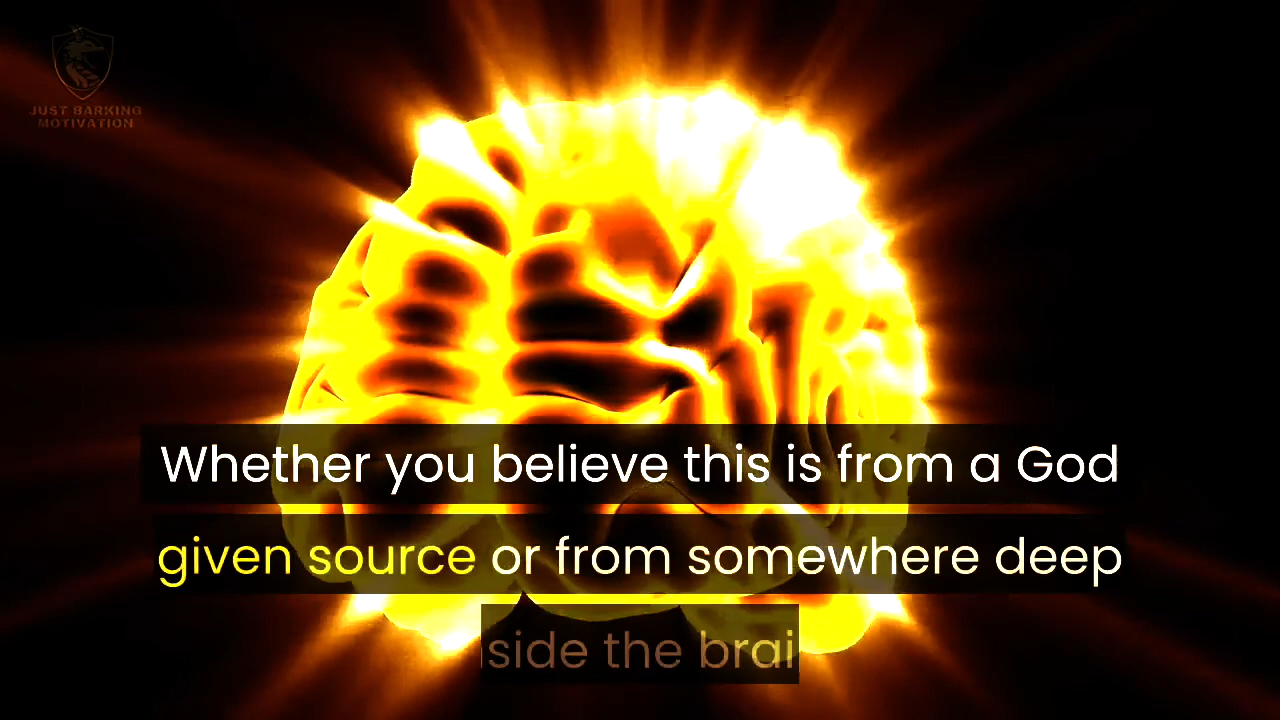 JUST BARKING
MOTIVATION
Whether you believe this is from a God
given source or from somewhere deep
side the brai